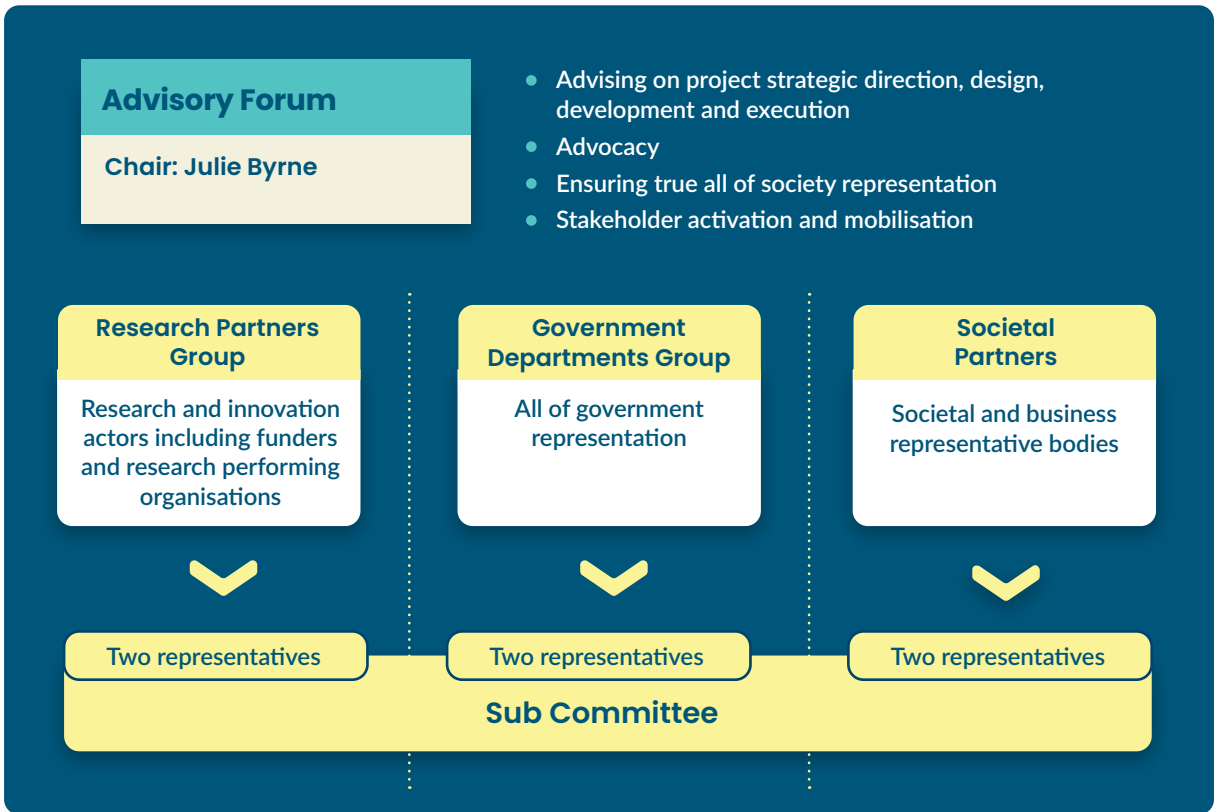 Advisory Forum
Chair: Julie Byrne
Advising on project strategic direction, design,
development and execution
Advocacy
Ensuring true all of society representation
Stakeholder activation and mobilisation
Research Partners
Group
Research and innovation
actors including funders
and research performing
organisations
Government
Departments Group
All of government
representation
Societal
Partners
Societal and business
representative bodies
Two representatives
Two representatives
Two representatives
Sub Committee